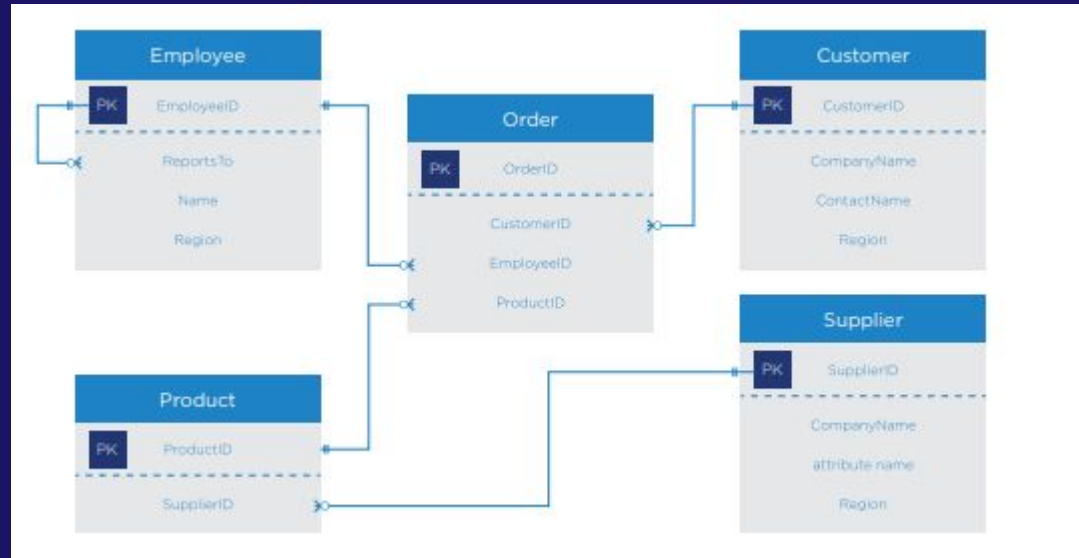 Employee
PK EmployeeID
ReportsTo
Name
Region
Order
PK OrderID
CustomerID
EmployeeID
ProductID
Customer
PK CustomerID
CompanyName
ContactName
Region
Product
PK ProductID
SupplierID
Supplier
PK SupplierID
CompanyName
attribute name
Region